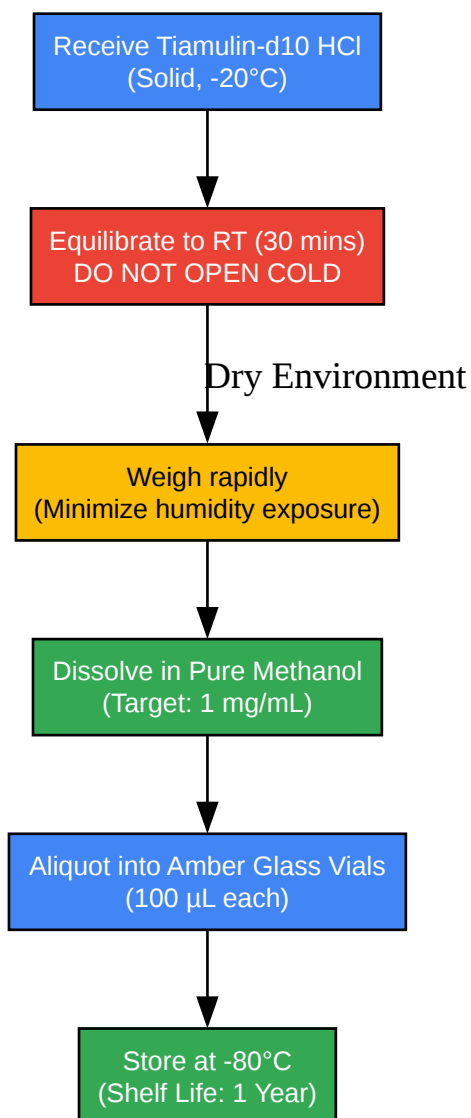 Receive Tiamulin-d10 HCl
(Solid, -20°C)
Equilibrate to RT (30 mins)
DO NOT OPEN COLD
Dry Environment
Weigh rapidly
(Minimize humidity exposure)
Dissolve in Pure Methanol
(Target: 1 mg/mL)
Aliquot into Amber Glass Vials
(100 µL each)
Store at -80°C
(Shelf Life: 1 Year)